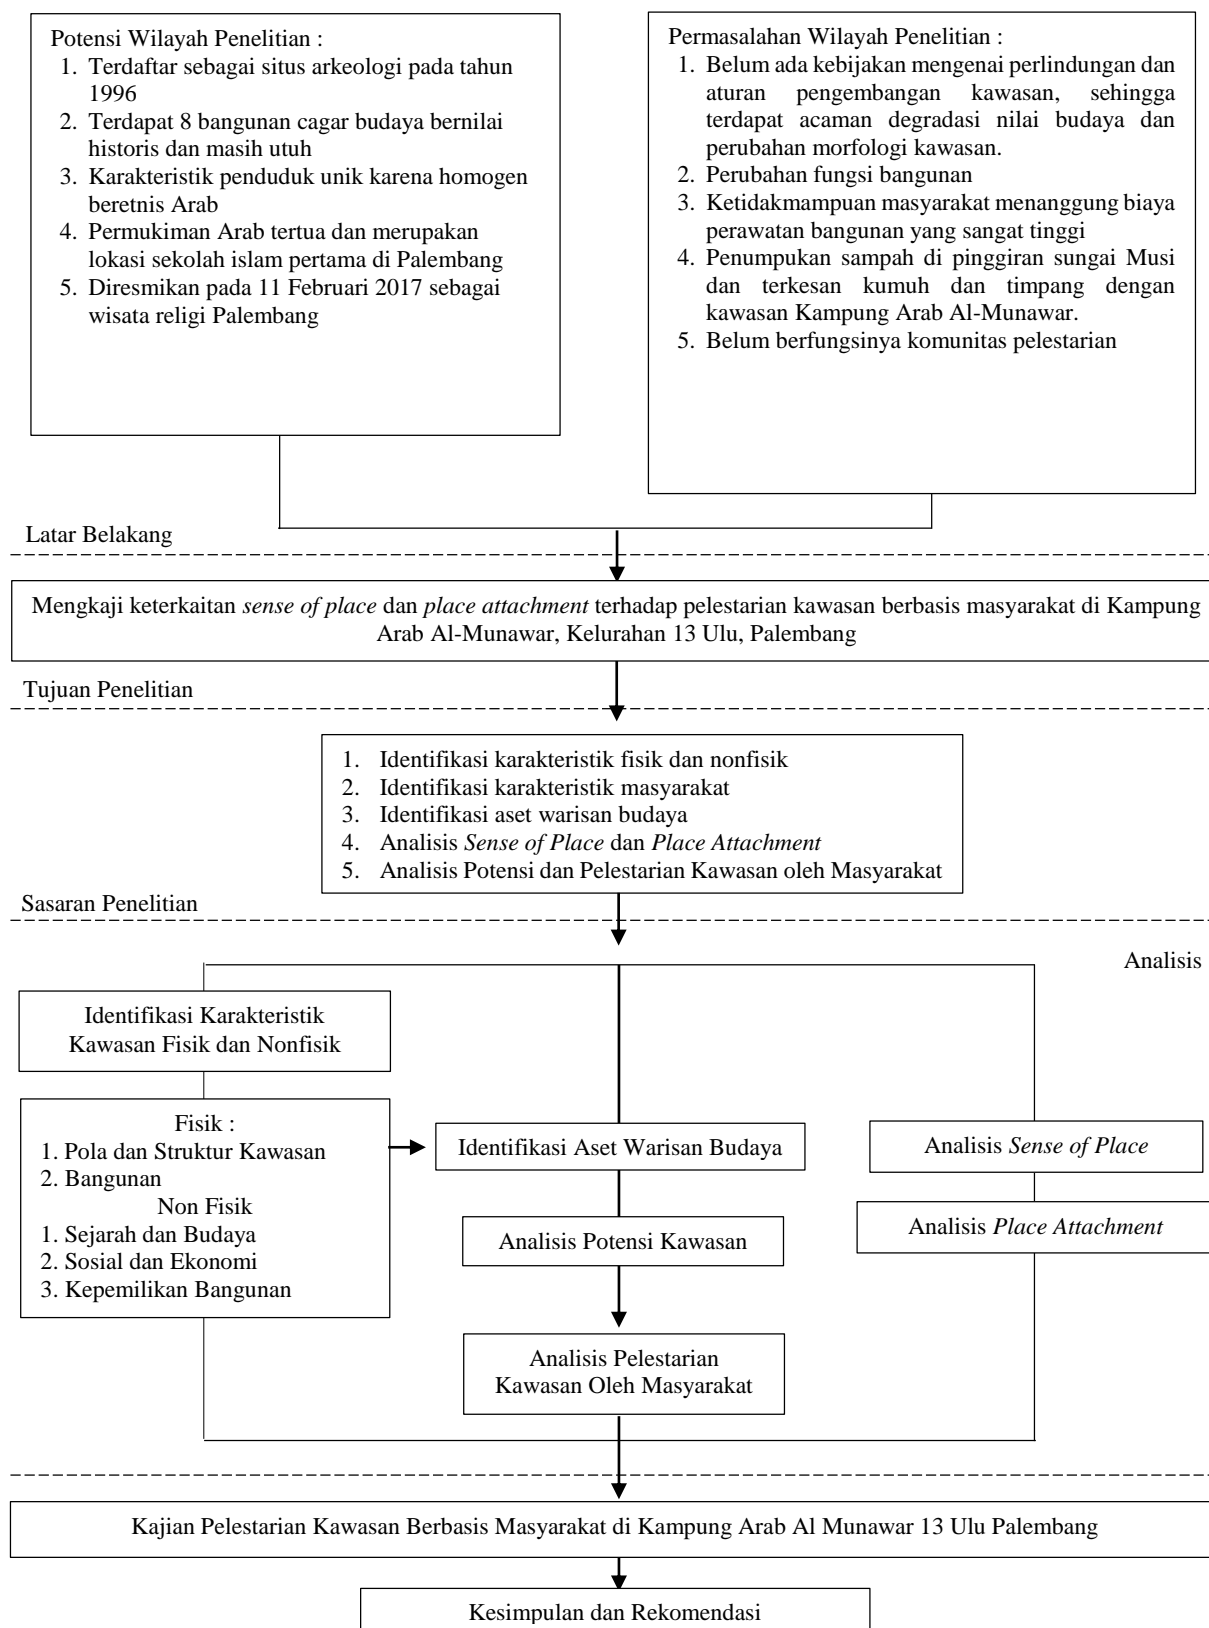 Potensi Wilayah Penelitian :
1. Terdaftar sebagai situs arkeologi pada tahun
1996
2. Terdapat 8 bangunan cagar budaya bernilai
historis dan masih utuh
3. Karakteristik penduduk unik karena homogen
beretnis Arab
4. Permukiman Arab tertua dan merupakan
lokasi sekolah islam pertama di Palembang
5. Diresmikan pada 11 Februari 2017 sebagai
wisata religi Palembang
Permasalahan Wilayah Penelitian :
1. Belum ada kebijakan mengenai perlindungan dan
aturan pengembangan kawasan, sehingga
terdapat acaman degradasi nilai budaya dan
perubahan morfologi kawasan.
2. Perubahan fungsi bangunan
3. Ketidakmampuan masyarakat menanggung biaya
perawatan bangunan yang sangat tinggi
4. Penumpukan sampah di pinggiran sungai Musi
dan terkesan kumuh dan timpang dengan
kawasan Kampung Arab Al-Munawar.
5. Belum berfungsinya komunitas pelestarian
Latar Belakang
Mengkaji keterkaitan sense of place dan place attachment terhadap pelestarian kawasan berbasis masyarakat di Kampung
Arab Al-Munawar, Kelurahan 13 Ulu, Palembang
Tujuan Penelitian
1. Identifikasi karakteristik fisik dan nonfisik
2. Identifikasi karakteristik masyarakat
3. Identifikasi aset warisan budaya
4. Analisis Sense of Place dan Place Attachment
5. Analisis Potensi dan Pelestarian Kawasan oleh Masyarakat
Sasaran Penelitian
Analisis
Identifikasi Karakteristik
Kawasan Fisik dan Nonfisik
Fisik :
1. Pola dan Struktur Kawasan
2. Bangunan
Non Fisik
1. Sejarah dan Budaya
2. Sosial dan Ekonomi
3. Kepemilikan Bangunan
Identifikasi Aset Warisan Budaya
Analisis Potensi Kawasan
Analisis Pelestarian
Kawasan Oleh Masyarakat
Analisis Sense of Place
Analisis Place Attachment
Kajian Pelestarian Kawasan Berbasis Masyarakat di Kampung Arab Al Munawar 13 Ulu Palembang
Kesimpulan dan Rekomendasi